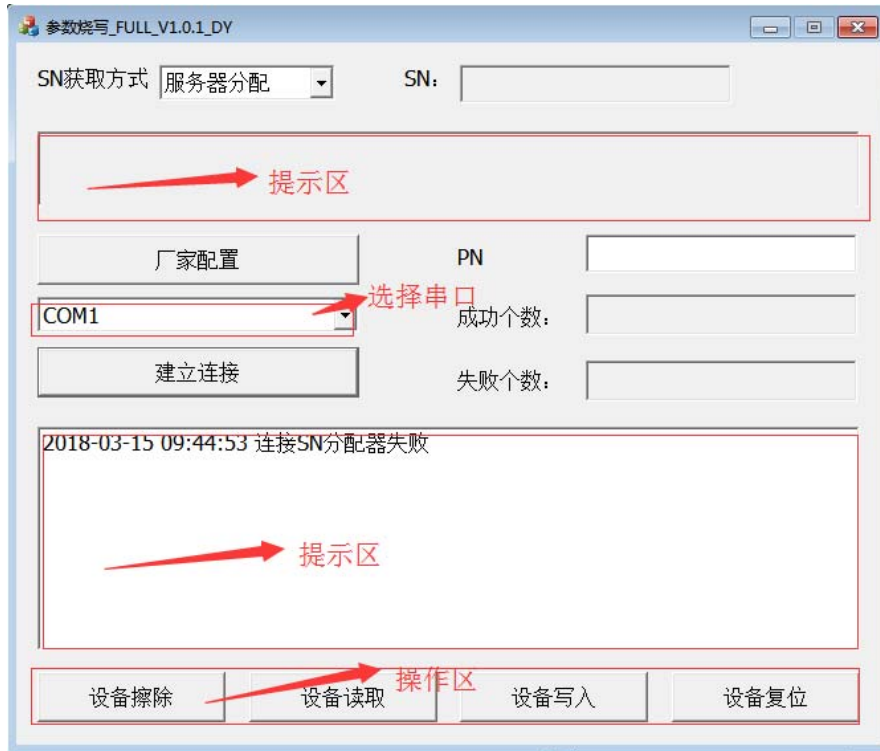 参数烧写_FULL_V1.0.1_DY
SN获取方式 服务器分配 SN：
提示区
厂家配置 PN
选择串口
COM1 成功个数：
建立连接 失败个数：
2018-03-15 09:44:53 连接SN分配器失败
提示区
操作区
设备擦除 设备读取 设备写入 设备复位